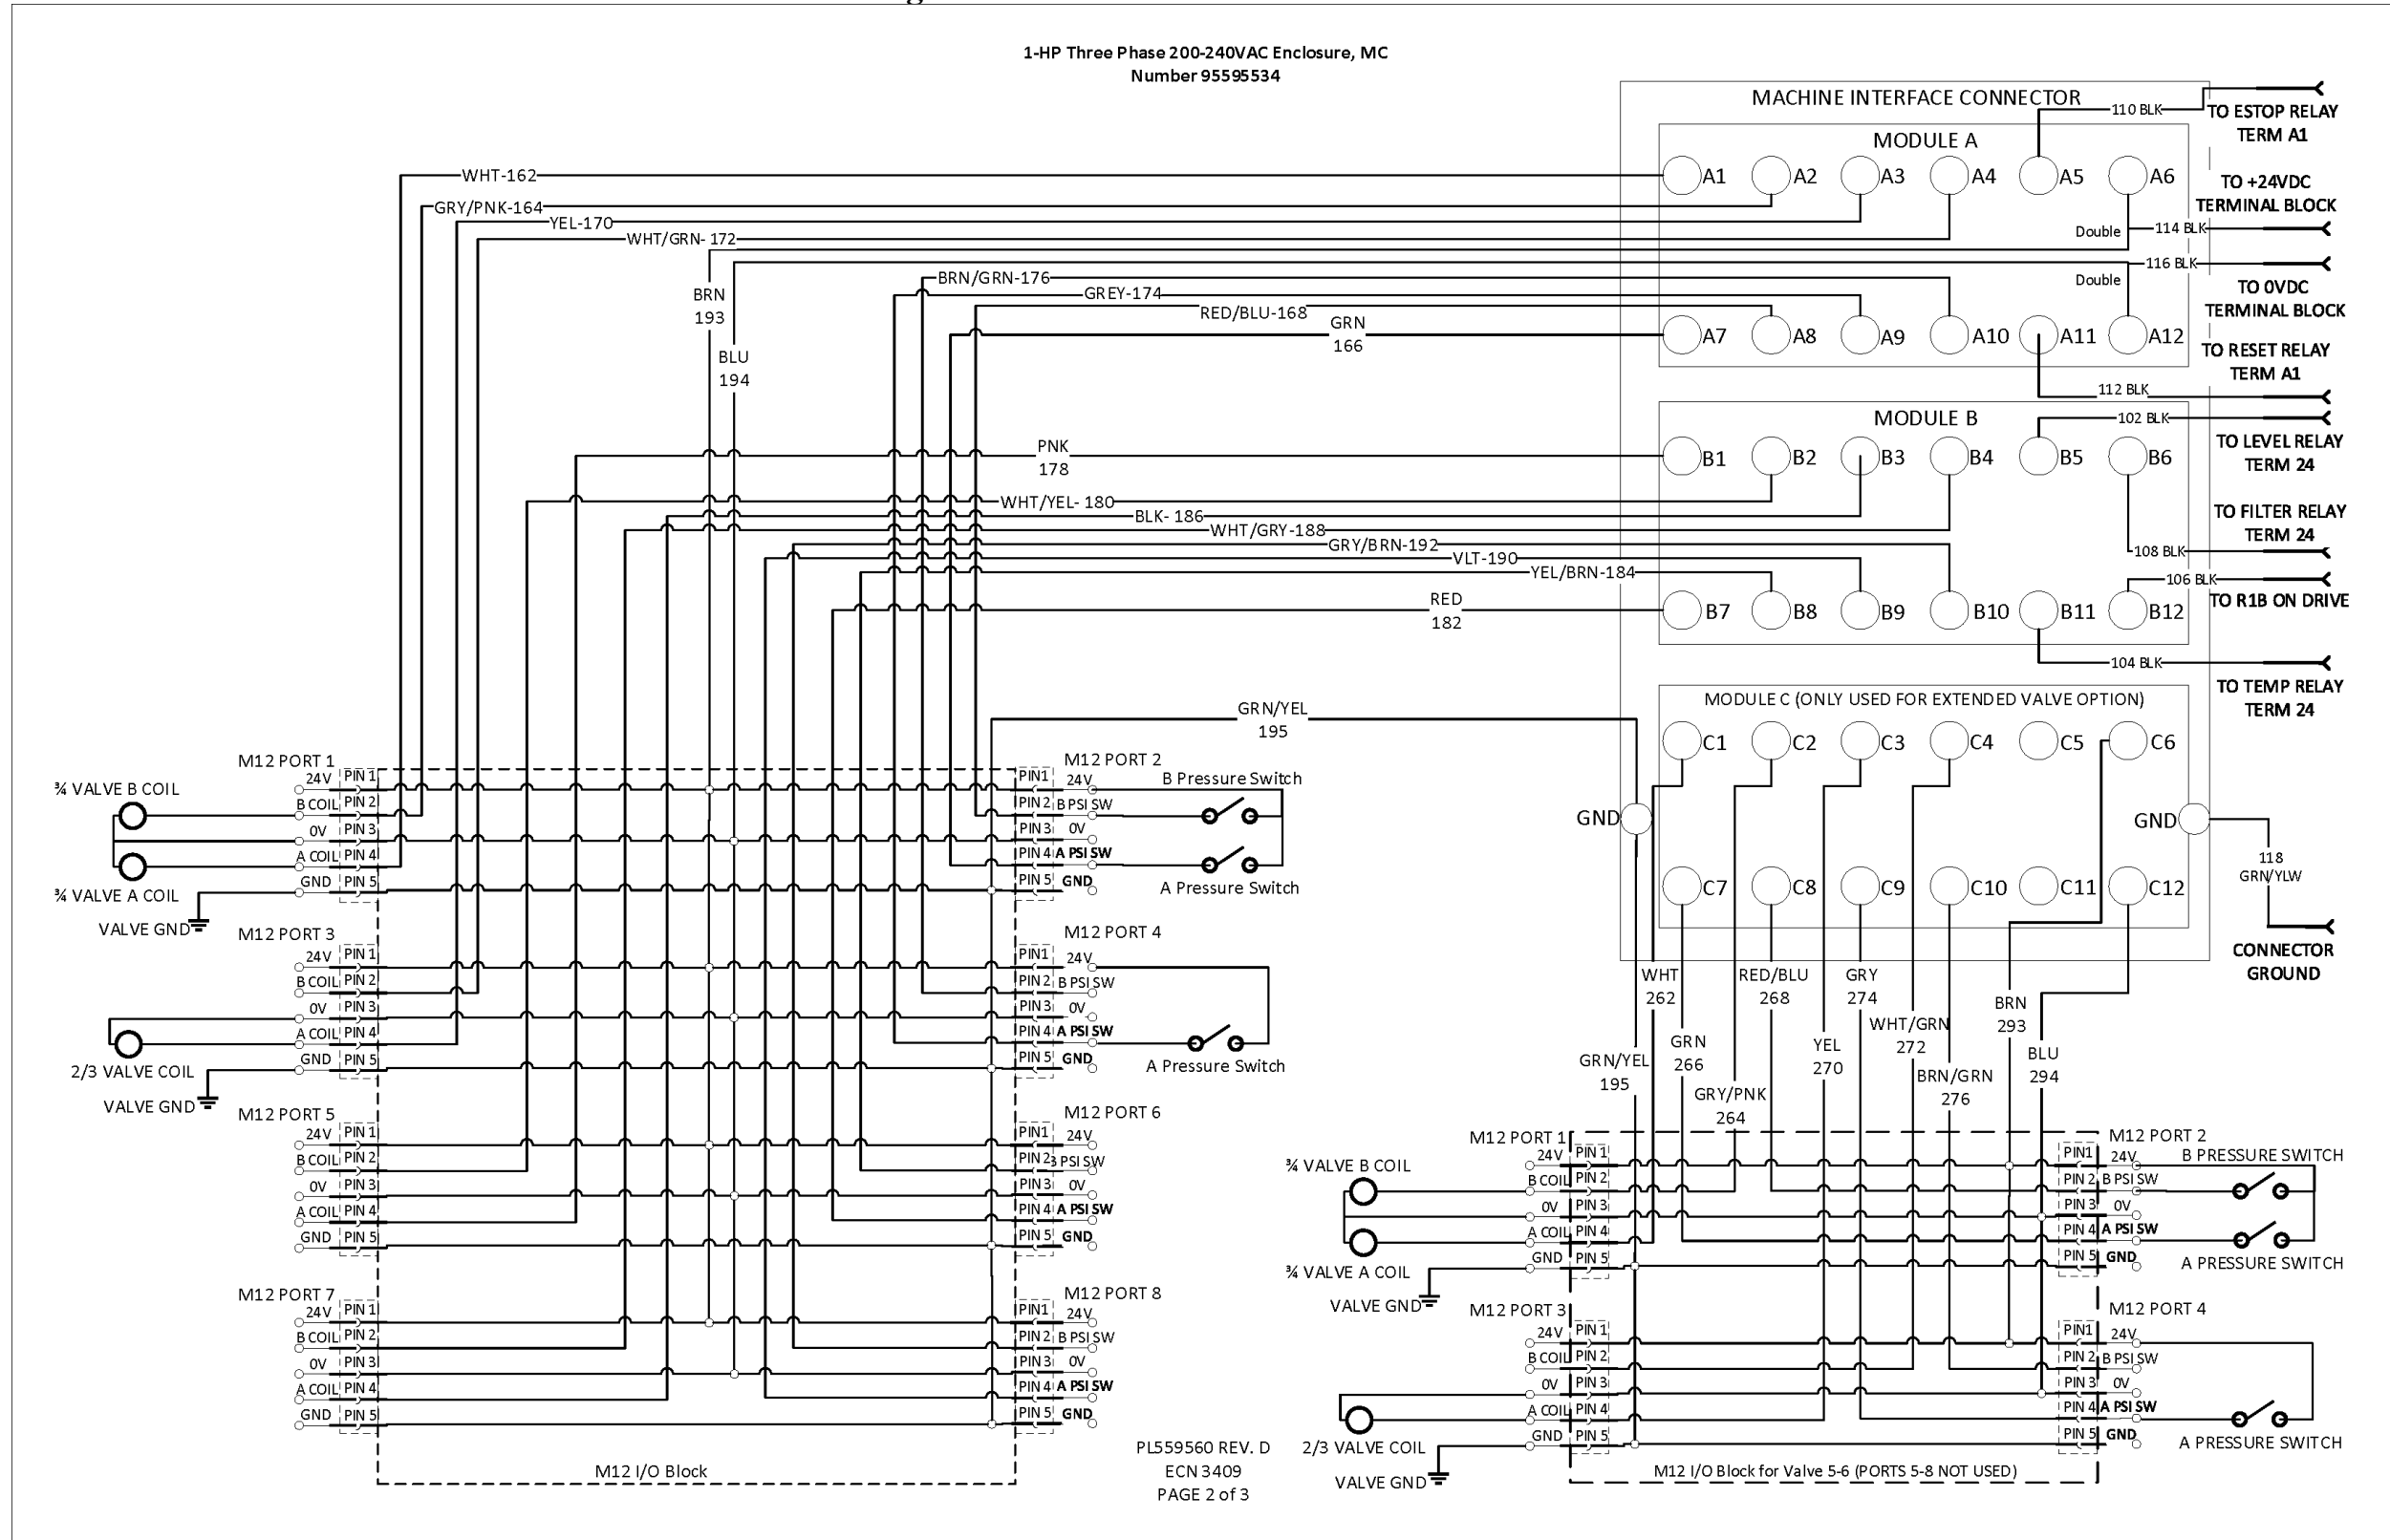 1-HP Three Phase 200-240VAC Enclosure, MC
Number 95595534
MACHINE INTERFACE CONNECTOR
110 BLK
TO ESTOP RELAY
TERM A1
MODULE A
A1
A2
A3
A4
A5
A6
WHT-162
GRY/PNK-164
YEL-170
WHT/GRN- 172
TO +24VDC
TERMINAL BLOCK
Double
114 BLK
116 BLK
Double
TO 0VDC
TERMINAL BLOCK
BRN
193
BLU
194
BRN/GRN-176
GREY-174
RED/BLU-168
GRN
166
A7
A8
A9
A10
A11
A12
TO RESET RELAY
TERM A1
112 BLK
102 BLK
MODULE B
TO LEVEL RELAY
TERM 24
PNK
178
B1
B2
B3
B4
B5
B6
WHT/YEL- 180
BLK- 186
WHT/GRY-188
GRY/BRN-192
VLT-190
YEL/BRN-184
RED
182
TO FILTER RELAY
TERM 24
108 BLK
106 BLK
TO R1B ON DRIVE
B7
B8
B9
B10
B11
B12
104 BLK
TO TEMP RELAY
TERM 24
MODULE C (ONLY USED FOR EXTENDED VALVE OPTION)
C1
C2
C3
C4
C5
C6
GRN/YEL
195
GND
GND
118
GRN/YLW
C7
C8
C9
C10
C11
C12
CONNECTOR
GROUND
M12 PORT 1
24V
PIN 1
¾ VALVE B COIL
B COIL
PIN 2
0V
PIN 3
A COIL
PIN 4
GND
PIN 5
¾ VALVE A COIL
VALVE GND
M12 PORT 2
PIN1
24V
B Pressure Switch
PIN 2
B PSI SW
PIN 3
0V
PIN 4
A PSI SW
PIN 5
GND
A Pressure Switch
M12 PORT 3
24V
PIN 1
B COIL
PIN 2
0V
PIN 3
A COIL
PIN 4
GND
PIN 5
2/3 VALVE COIL
VALVE GND
M12 PORT 4
PIN1
24V
PIN 2
B PSI SW
PIN 3
0V
PIN 4
A PSI SW
PIN 5
GND
A Pressure Switch
M12 PORT 5
24V
PIN 1
B COIL
PIN 2
0V
PIN 3
A COIL
PIN 4
GND
PIN 5
M12 PORT 6
PIN1
24V
PIN 2
PSI SW
PIN 3
0V
PIN 4
A PSI SW
PIN 5
GND
M12 PORT 7
24V
PIN 1
B COIL
PIN 2
0V
PIN 3
A COIL
PIN 4
GND
PIN 5
M12 PORT 8
PIN1
24V
PIN 2
B PSI SW
PIN 3
0V
PIN 4
A PSI SW
PIN 5
GND
M12 I/O Block
WHT
262
RED/BLU
268
GRY
274
BRN
293
WHT/GRN
272
GRN
266
YEL
270
BLU
294
GRN/YEL
195
GRY/PNK
264
BRN/GRN
276
M12 PORT 1
24V
PIN 1
¾ VALVE B COIL
B COIL
PIN 2
0V
PIN 3
A COIL
PIN 4
GND
PIN 5
¾ VALVE A COIL
VALVE GND
M12 PORT 2
PIN1
24V
B PRESSURE SWITCH
PIN 2
B PSI SW
PIN 3
0V
PIN 4
A PSI SW
PIN 5
GND
A PRESSURE SWITCH
M12 PORT 3
24V
PIN 1
B COIL
PIN 2
0V
PIN 3
A COIL
PIN 4
GND
PIN 5
2/3 VALVE COIL
VALVE GND
M12 PORT 4
PIN1
24V
PIN 2
B PSI SW
PIN 3
0V
PIN 4
A PSI SW
PIN 5
GND
A PRESSURE SWITCH
M12 I/O Block for Valve 5-6 (PORTS 5-8 NOT USED)
PL559560 REV. D
ECN 3409
PAGE 2 of 3